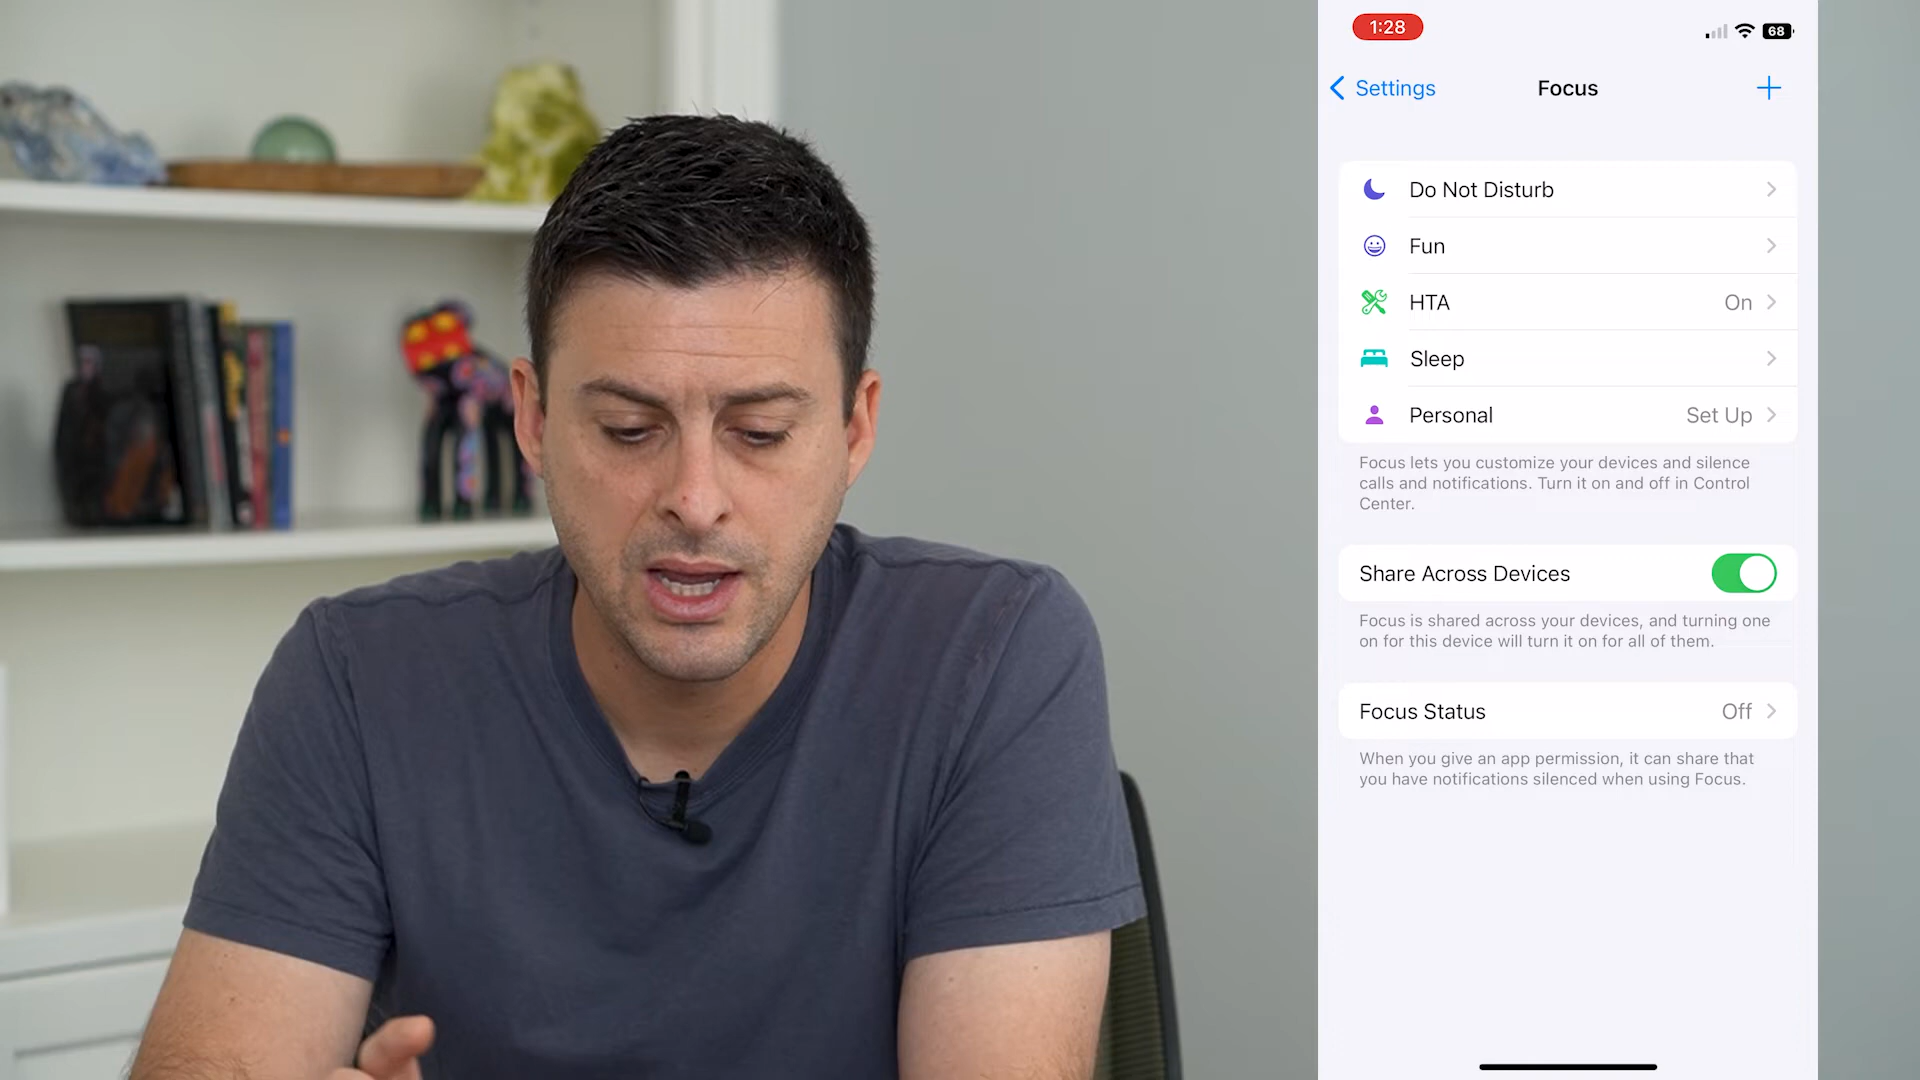 1:28
68
Settings
Focus
Do Not Disturb
Fun
HTA On
Sleep
Personal Set Up
Focus lets you customize your devices and silence
calls and notifications. Turn it on and off in Control
Center.
Share Across Devices
Focus is shared across your devices, and turning one
on for this device will turn it on for all of them.
Focus Status Off
When you give an app permission, it can share that
you have notifications silenced when using Focus.